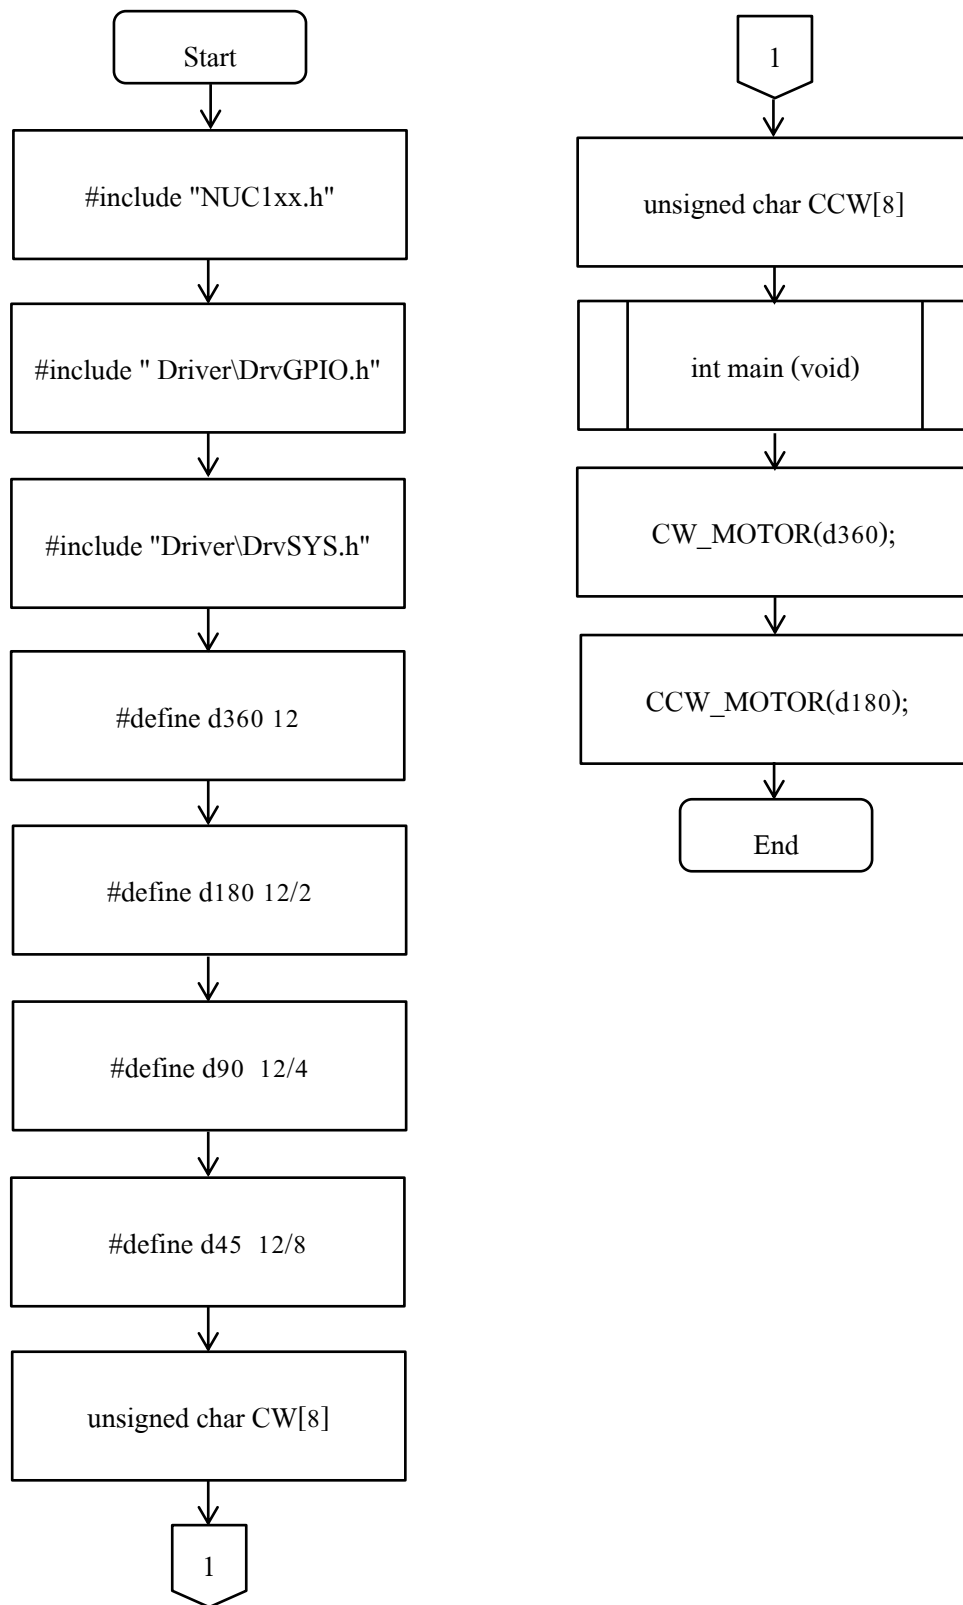 Start
#include "NUC1xx.h"
#include " Driver\DrvGPIO.h"
#include "Driver\DrvSYS.h"
#define d360 12
#define d180 12/2
#define d90  12/4
#define d45  12/8
unsigned char CW[8]
1
1
unsigned char CCW[8]
int main (void)
CW_MOTOR(d360);
CCW_MOTOR(d180);
End